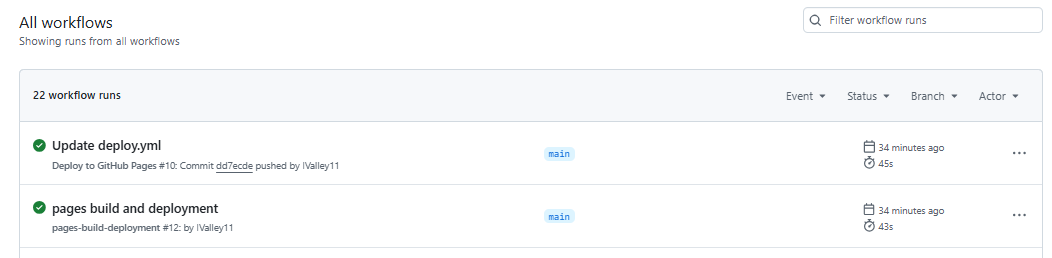 All workflows
Showing runs from all workflows
Filter workflow runs
22 workflow runs
Event
Status
Branch
Actor
Update deploy.yml
Deploy to GitHub Pages #10: Commit dd7ecde pushed by IValley11
main
34 minutes ago
45s
pages build and deployment
pages-build-deployment #12: by IValley11
main
34 minutes ago
43s